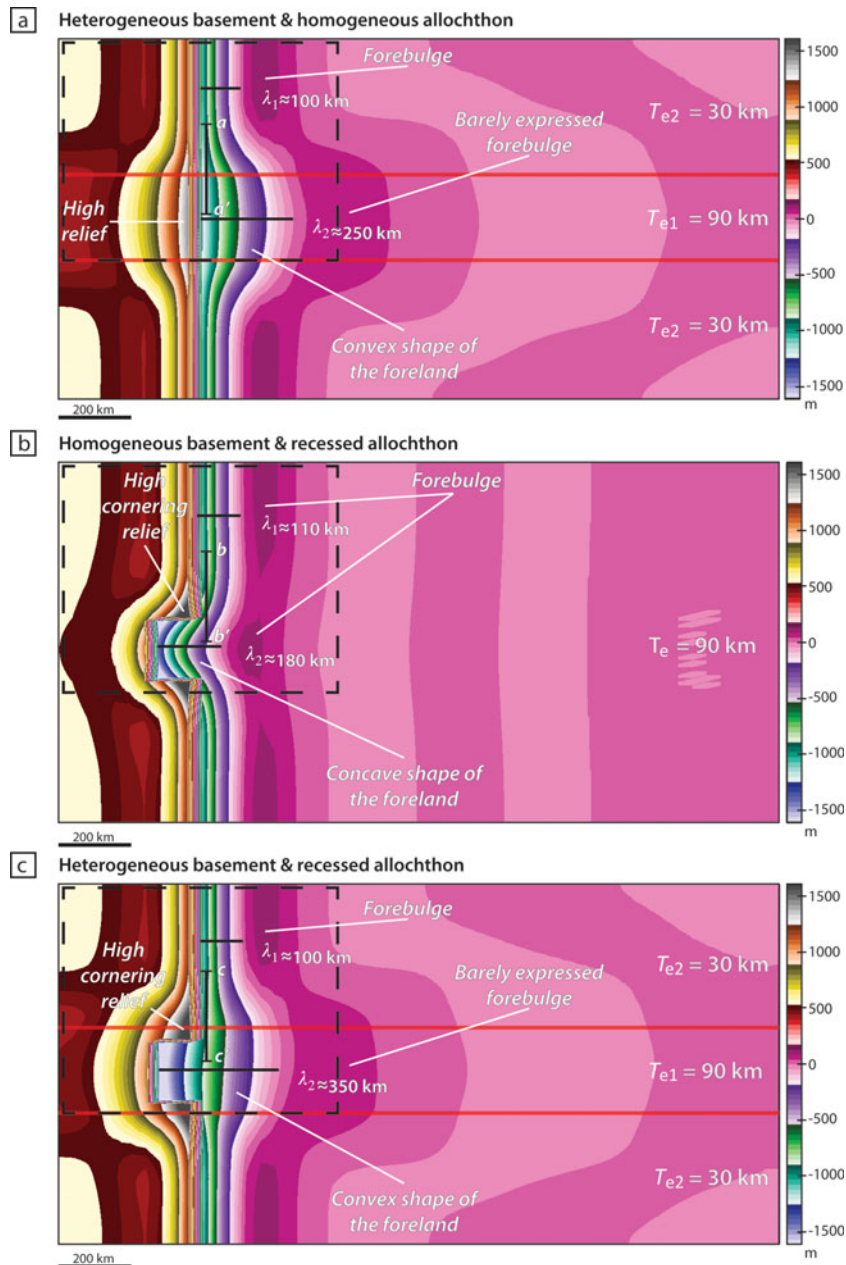 a Heterogeneous basement & homogeneous allochthon
Forebulge
λ1≈100 km
a
Barely expressed
forebulge
Te2 = 30 km
High
relief
a'
λ2≈250 km
Te1 = 90 km
Te2 = 30 km
Convex shape of
the foreland
1500
1000
500
0
-500
-1000
-1500
m
200 km
b Homogeneous basement & recessed allochthon
High
cornering
relief
Forebulge
λ1≈110 km
b
b'
λ2≈180 km
Te = 90 km
Concave shape of
the foreland
1500
1000
500
0
-500
-1000
-1500
m
200 km
c Heterogeneous basement & recessed allochthon
Forebulge
High
cornering
relief
λ1≈100 km
c
Barely expressed
forebulge
Te2 = 30 km
c'
λ2≈350 km
Te1 = 90 km
Te2 = 30 km
Convex shape of
the foreland
1500
1000
500
0
-500
-1000
-1500
m
200 km